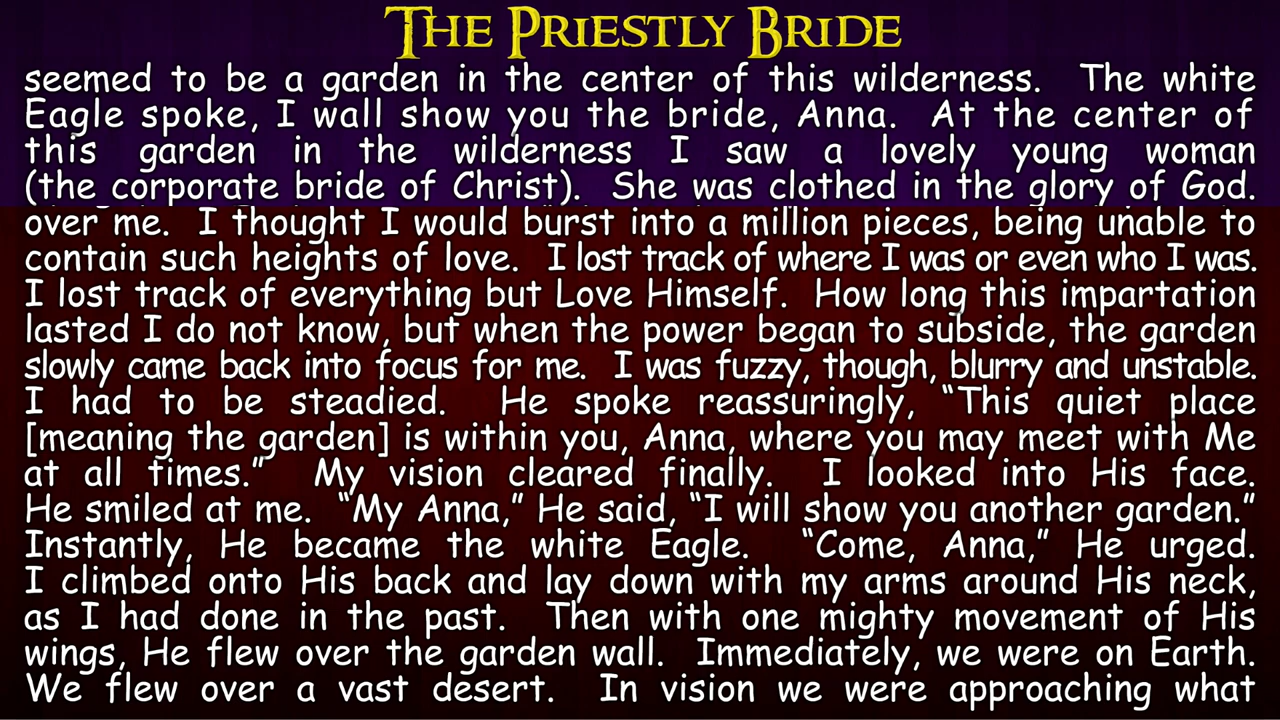 The Priestly Bride
seemed to be a garden in the center of this wilderness. The white
Eagle spoke, I wall show you the bride, Anna. At the center of
this garden in the wilderness I saw a lovely young woman
(the corporate bride of Christ). She was clothed in the glory of God.
over me. I thought I would burst into a million pieces, being unable to
contain such heights of love. I lost track of where I was or even who I was.
I lost track of everything but Love Himself. How long this impartation
lasted I do not know, but when the power began to subside, the garden
slowly came back into focus for me. I was fuzzy, though, blurry and unstable.
I had to be steadied. He spoke reassuringly, “This quiet place
[meaning the garden] is within you, Anna, where you may meet with Me
at all times.” My vision cleared finally. I looked into His face.
He smiled at me. “My Anna,” He said, “I will show you another garden.”
Instantly, He became the white Eagle. “Come, Anna,” He urged.
I climbed onto His back and lay down with my arms around His neck,
as I had done in the past. Then with one mighty movement of His
wings, He flew over the garden wall. Immediately, we were on Earth.
We flew over a vast desert. In vision we were approaching what